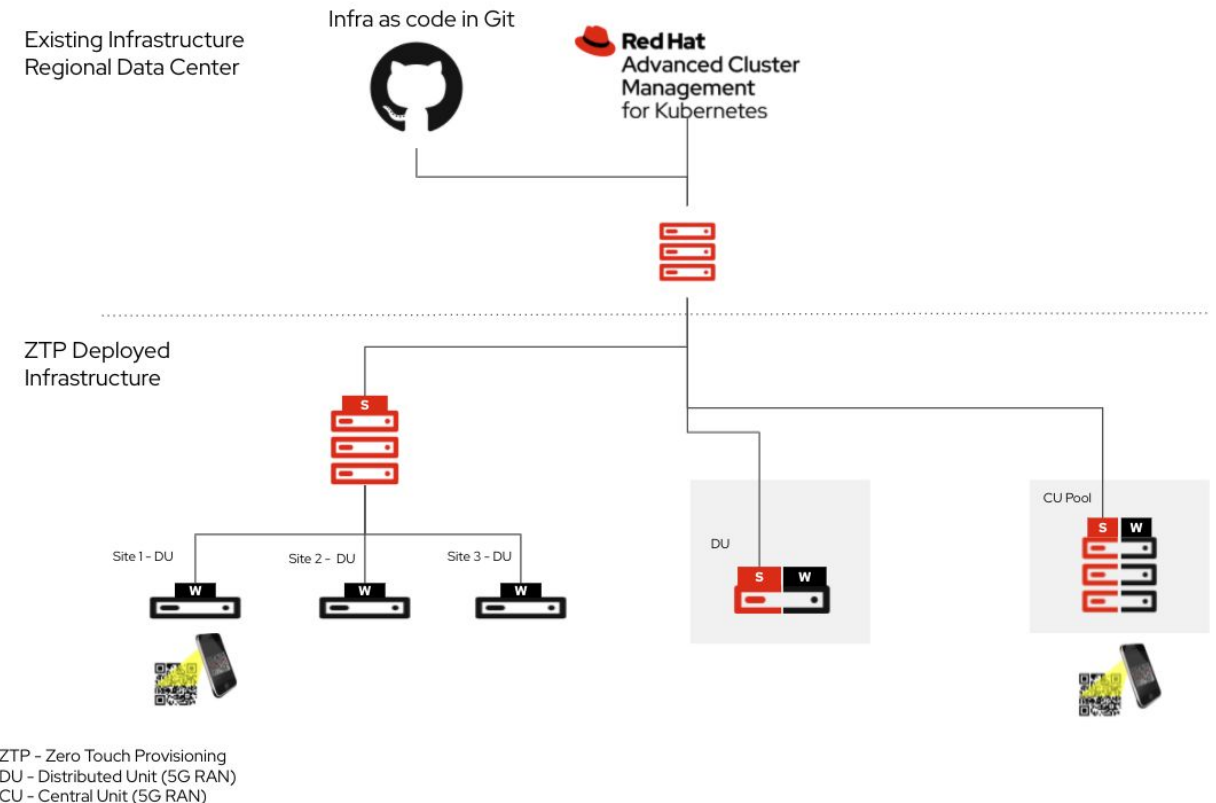 Infra as code in Git
Existing Infrastructure
Regional Data Center
Red Hat
Advanced Cluster
Management
for Kubernetes
ZTP Deployed
Infrastructure
S
Site 1 - DU
Site 2 - DU
Site 3 - DU
W
W
W
DU
S W
CU Pool
S W
ZTP - Zero Touch Provisioning
DU - Distributed Unit (5G RAN)
CU - Central Unit (5G RAN)